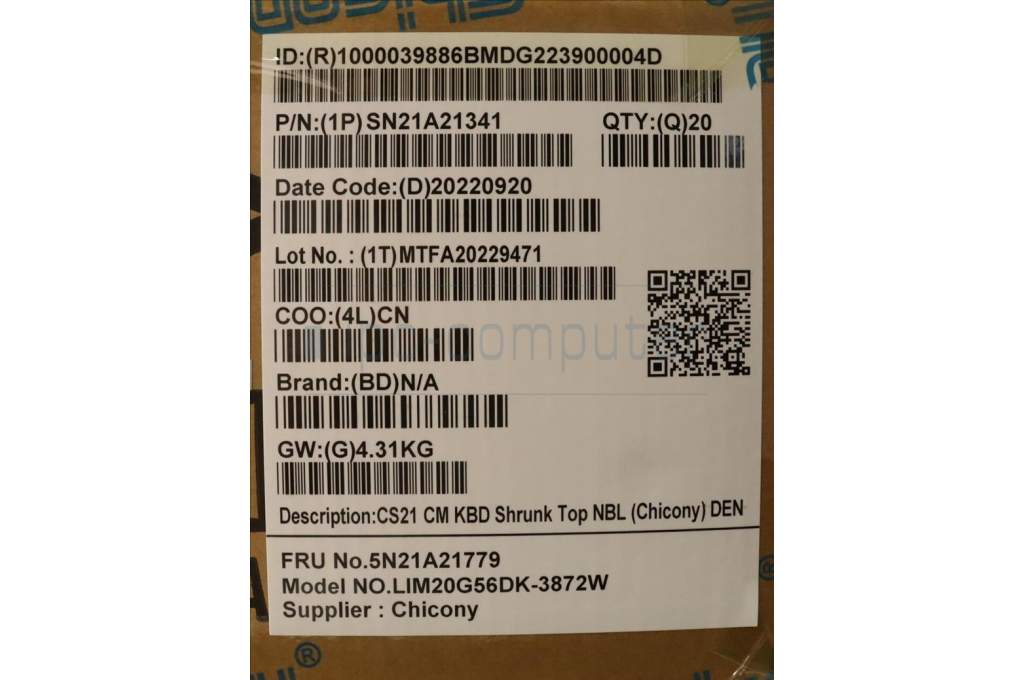 ID:(R)1000039886BMDG223900004D
P/N:(1P)SN21A21341 QTY:(Q)20
Date Code:(D)20220920
Lot No. : (1T)MTFA20229471
COO:(4L)CN
Brand:(BD)N/A
GW:(G)4.31KG
Description:CS21 CM KBD Shrunk Top NBL (Chicony) DEN
FRU No.5N21A21779
Model NO.LIM20G56DK-3872W
Supplier : Chicony